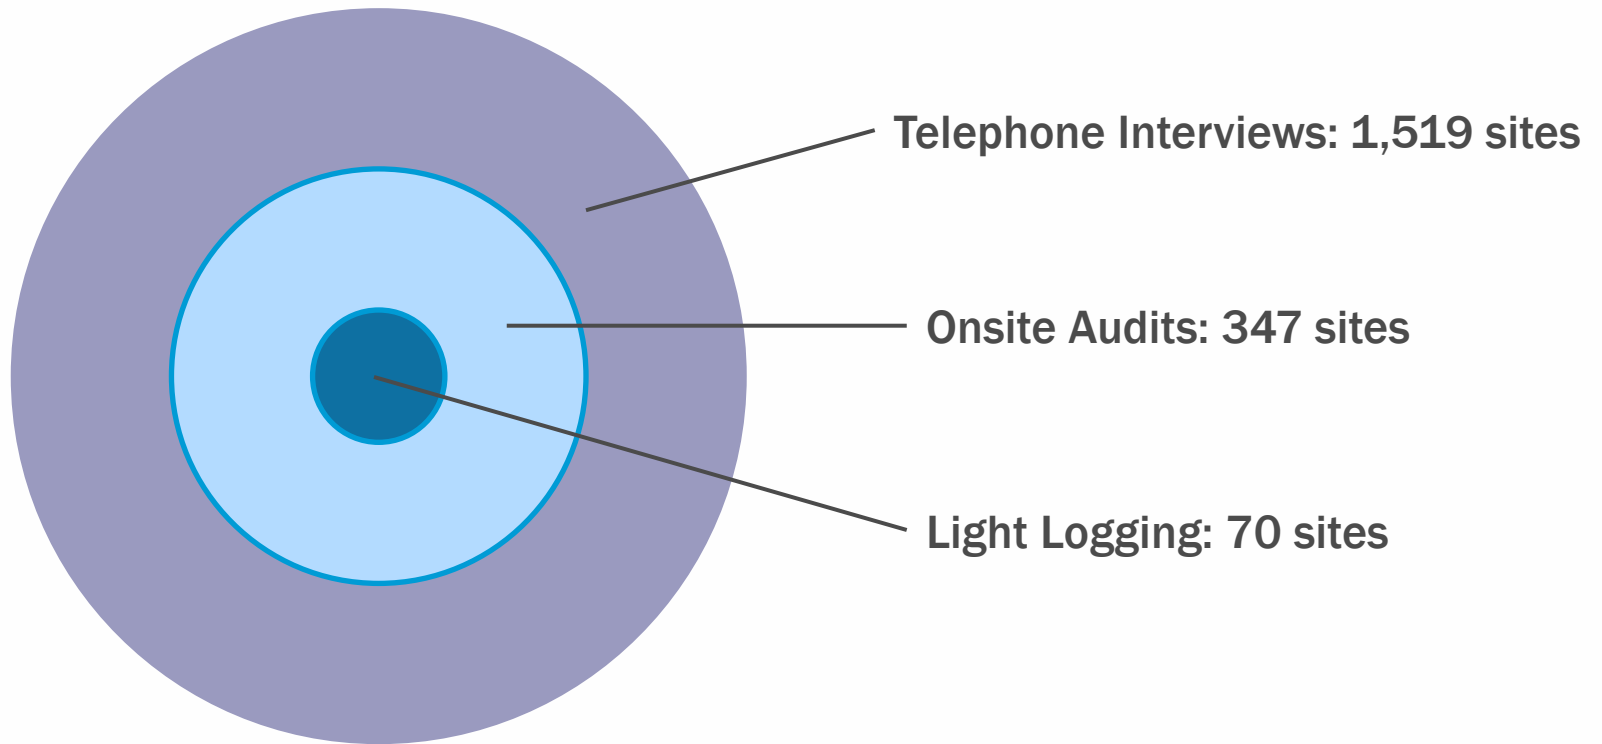 Telephone Interviews: 1,519 sites
Onsite Audits: 347 sites
Light Logging: 70 sites